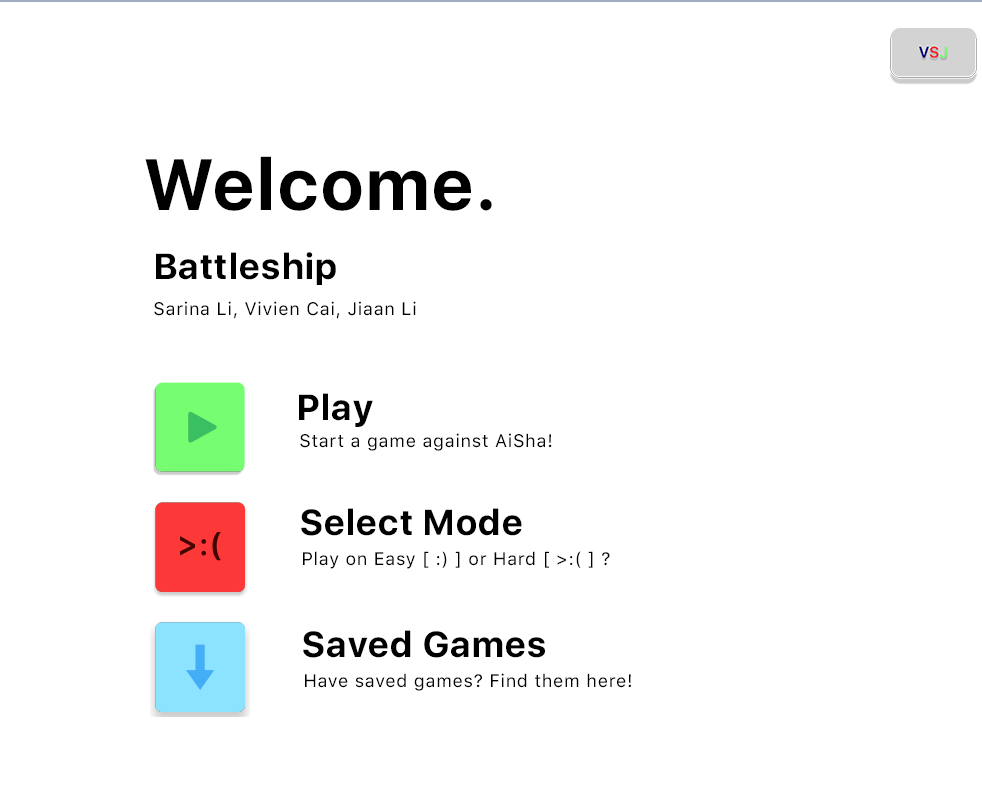 VSJ
Welcome.
Battleship
Sarina Li, Vivien Cai, Jiaan Li
Play
Start a game against AiSha!
>:(
Select Mode
Play on Easy [ :) ] or Hard [ >:( ] ?
Saved Games
Have saved games? Find them here!